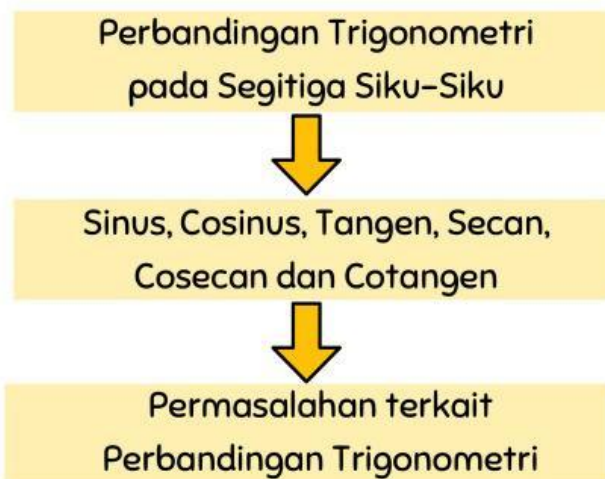 Perbandingan Trigonometri
pada Segitiga Siku-Siku
Sinus, Cosinus, Tangen, Secan,
Cosecan dan Cotangen
Permasalahan terkait
Perbandingan Trigonometri